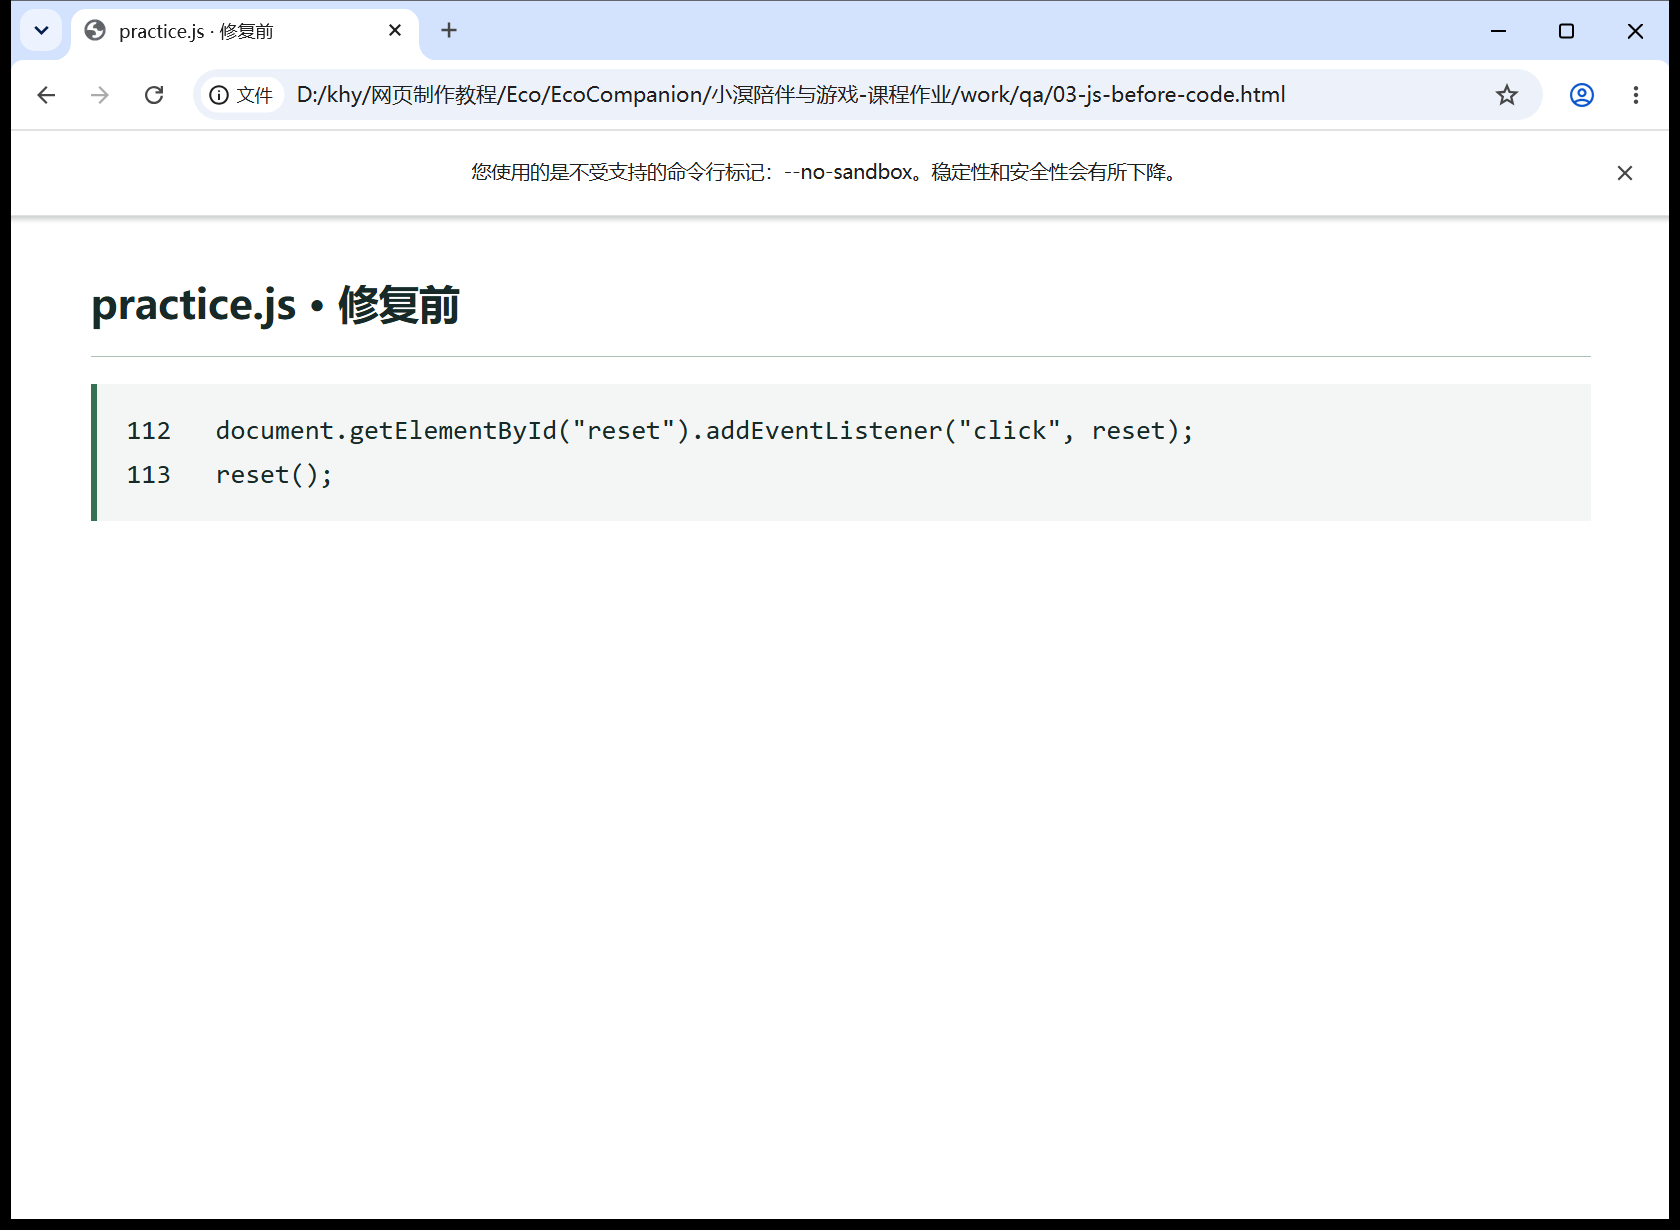 practice.js · 修复前
文件
D:/khy/网页制作教程/Eco/EcoCompanion/小溟陪伴与游戏-课程作业/work/qa/03-js-before-code.html
您使用的是不受支持的命令行标记：--no-sandbox。稳定性和安全性会有所下降。
practice.js • 修复前
112 document.getElementById("reset").addEventListener("click", reset);
113 reset();